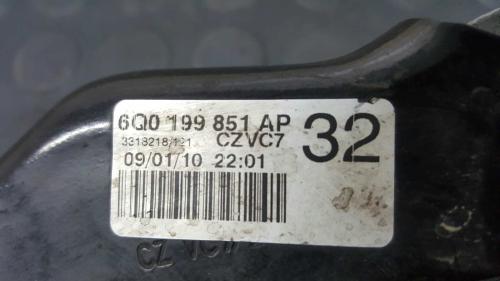 6Q0 199 851 AP
32
3318218/121 CZVC7
09/01/10 22:01